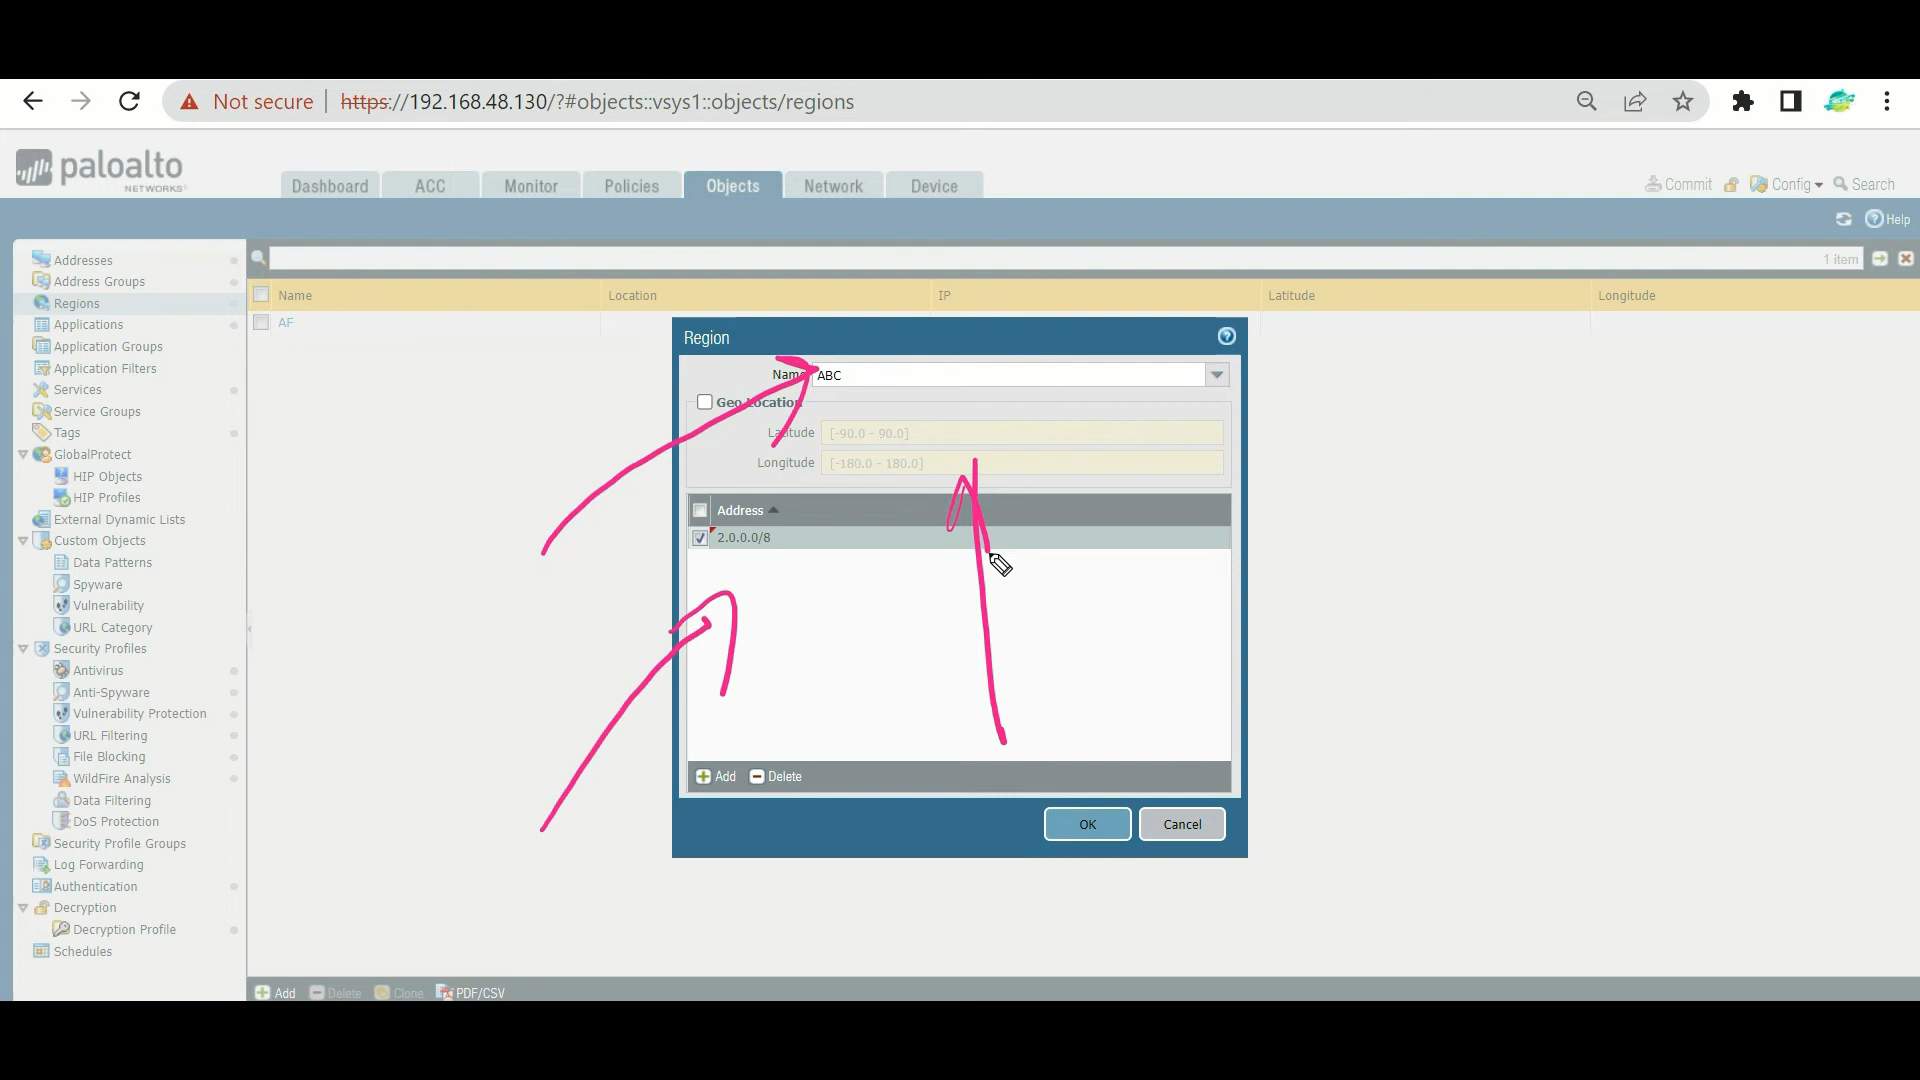 Not secure https://192.168.48.130/?#objects::vsys1::objects/regions
paloalto
NETWORKS
Dashboard ACC Monitor Policies Objects Network Device
Commit Config Search
Help
Addresses
Address Groups
Regions
Applications
Application Groups
Application Filters
Services
Service Groups
Tags
GlobalProtect
HIP Objects
HIP Profiles
External Dynamic Lists
Custom Objects
Data Patterns
Spyware
Vulnerability
URL Category
Security Profiles
Antivirus
Anti-Spyware
Vulnerability Protection
URL Filtering
File Blocking
WildFire Analysis
Data Filtering
DoS Protection
Security Profile Groups
Log Forwarding
Authentication
Decryption
Decryption Profile
Schedules
1 item
Name Location IP Latitude Longitude
AF
Region
Name ABC
Geo Location
Latitude [-90.0 - 90.0]
Longitude [-180.0 - 180.0]
Address
2.0.0.0/8
Add Delete
OK Cancel
Add Delete Clone PDF/CSV